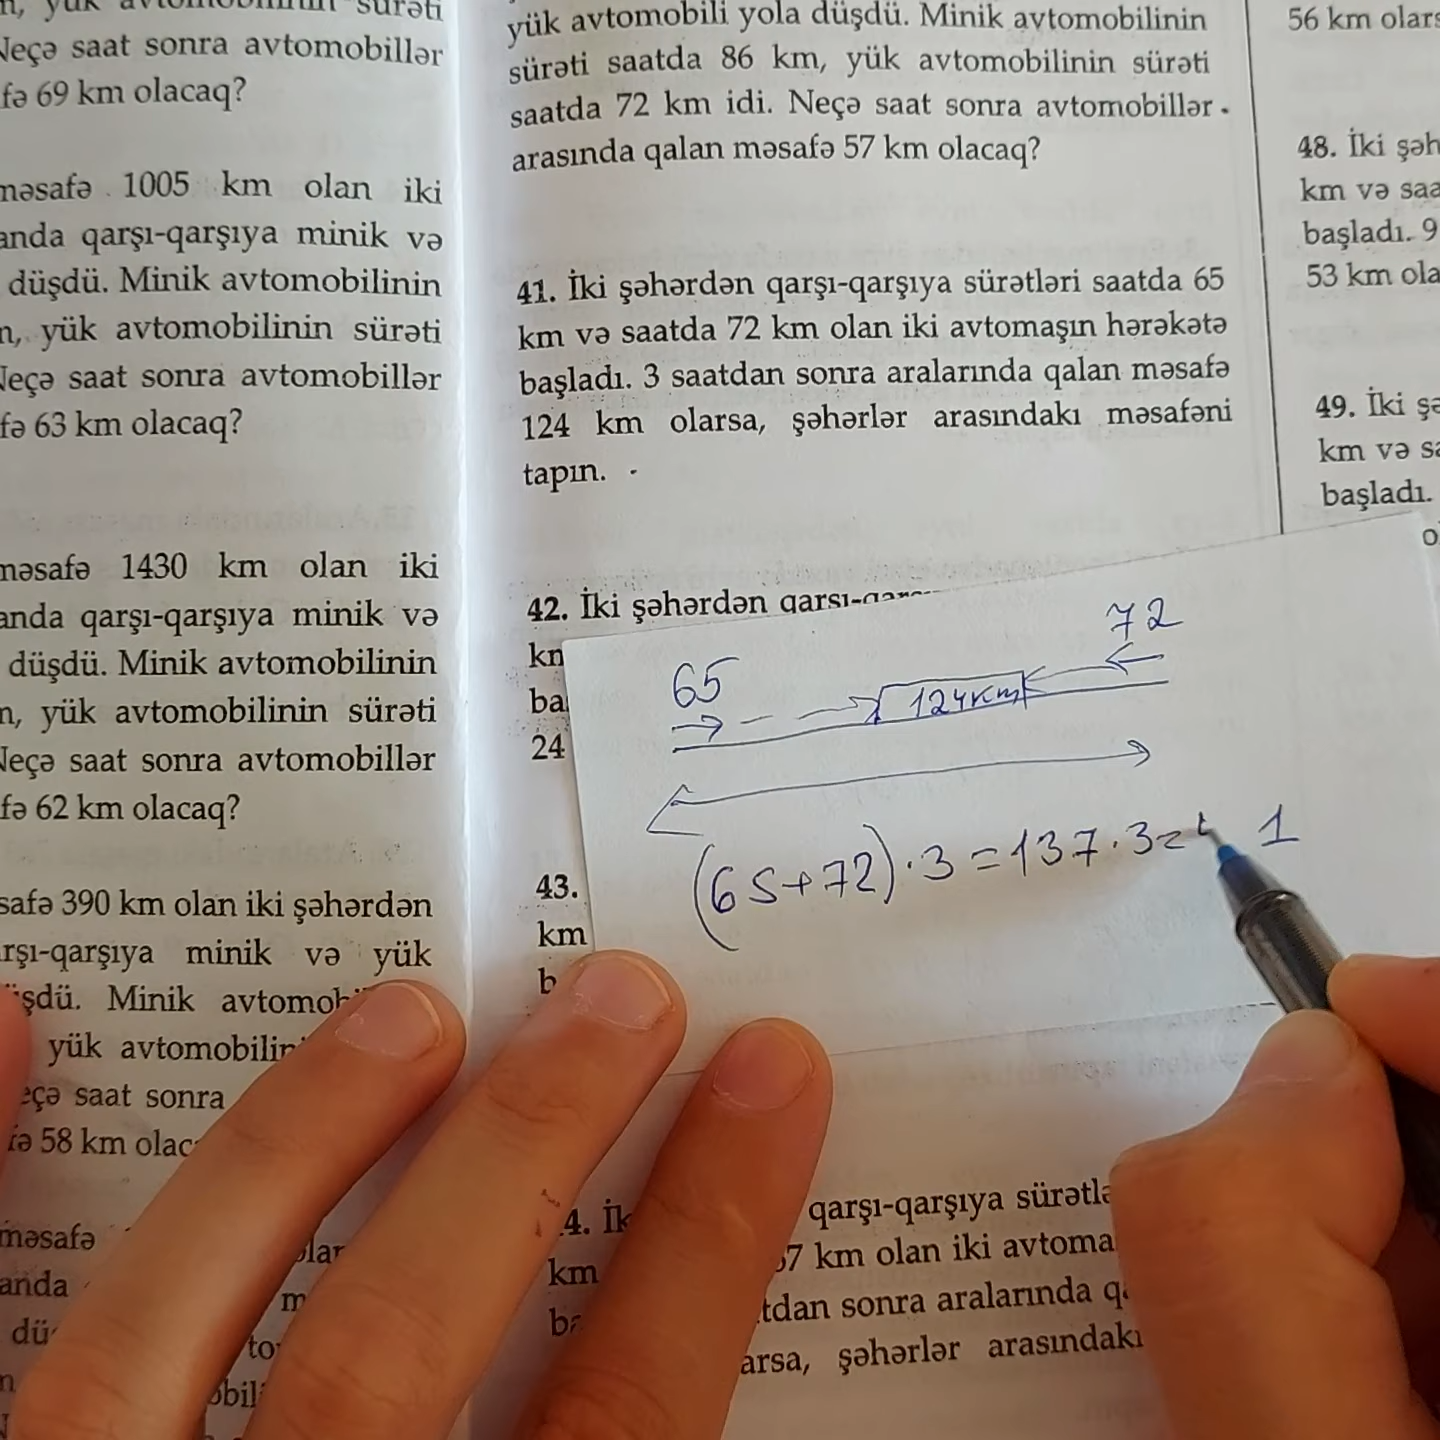 yük avtomobilinin sürəti
Neçə saat sonra avtomobillər
fə 69 km olacaq?
məsafə 1005 km olan iki
anda qarşı-qarşıya minik və
düşdü. Minik avtomobilinin
n, yük avtomobilinin sürəti
Neçə saat sonra avtomobillər
fə 63 km olacaq?
məsafə 1430 km olan iki
anda qarşı-qarşıya minik və
düşdü. Minik avtomobilinin
n, yük avtomobilinin sürəti
Neçə saat sonra avtomobillər
fə 62 km olacaq?
safə 390 km olan iki şəhərdən
rşı-qarşıya minik və yük
şdü. Minik
yük
eçə saat sonra
fə 58 km
məsafə
anda
yük avtomobili yola düşdü. Minik avtomobilinin
sürəti saatda 86 km, yük avtomobilinin sürəti
saatda 72 km idi. Neçə saat sonra avtomobillər
arasında qalan məsafə 57 km olacaq?
41. İki şəhərdən qarşı-qarşıya sürətləri saatda 65
km və saatda 72 km olan iki avtomaşın hərəkətə
başladı. 3 saatdan sonra aralarında qalan məsafə
124 km olarsa, şəhərlər arasındakı məsafəni
tapın.
42. İki şəhərdən
24
65 124km 72
(65+72)·3=137·3= 1
43.
km
4. İk qarşı-qarşıya sürətlə
km 7 km olan iki avtoma
tdan sonra aralarında q
arsa, şəhərlər arasındakı
56 km olars
48. İki şəh
km və saa
başladı. 9
53 km ola
49. İki şə
km və sa
başladı.